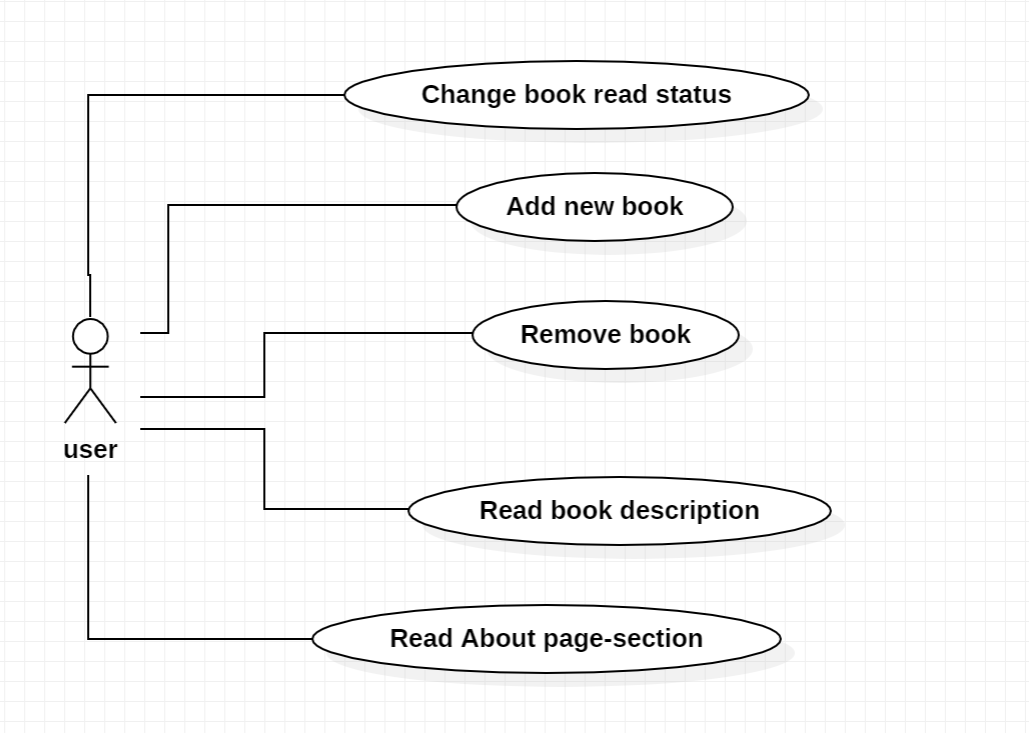 Change book read status
Add new book
Remove book
user
Read book description
Read About page-section